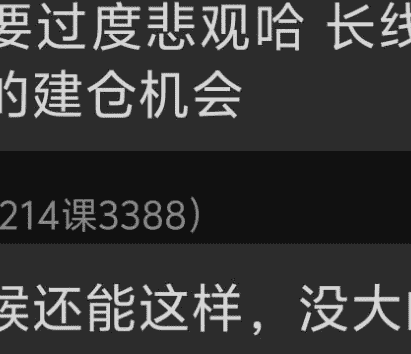 要过度悲观哈 长线
的建仓机会
214课3388）
候还能这样，没大